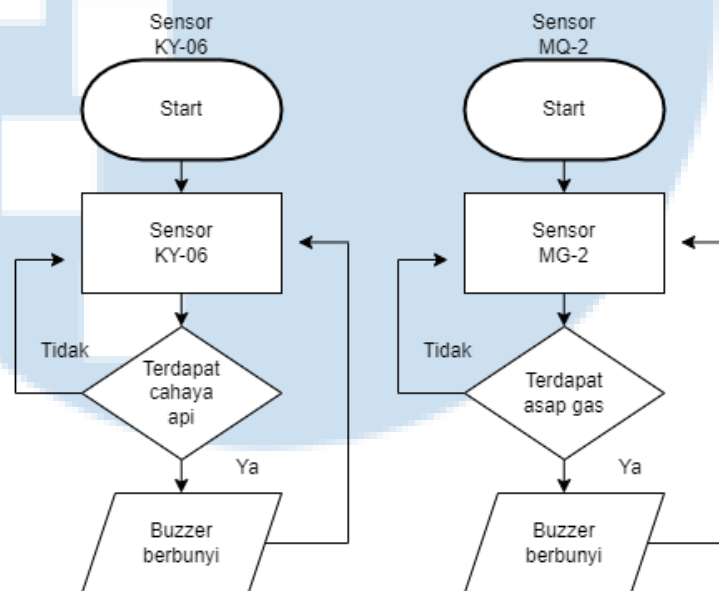 Sensor
KY-06
Start
Sensor
KY-06
Tidak
Terdapat
cahaya
api
Ya
Buzzer
berbunyi
Sensor
MQ-2
Start
Sensor
MG-2
Tidak
Terdapat
asap gas
Ya
Buzzer
berbunyi